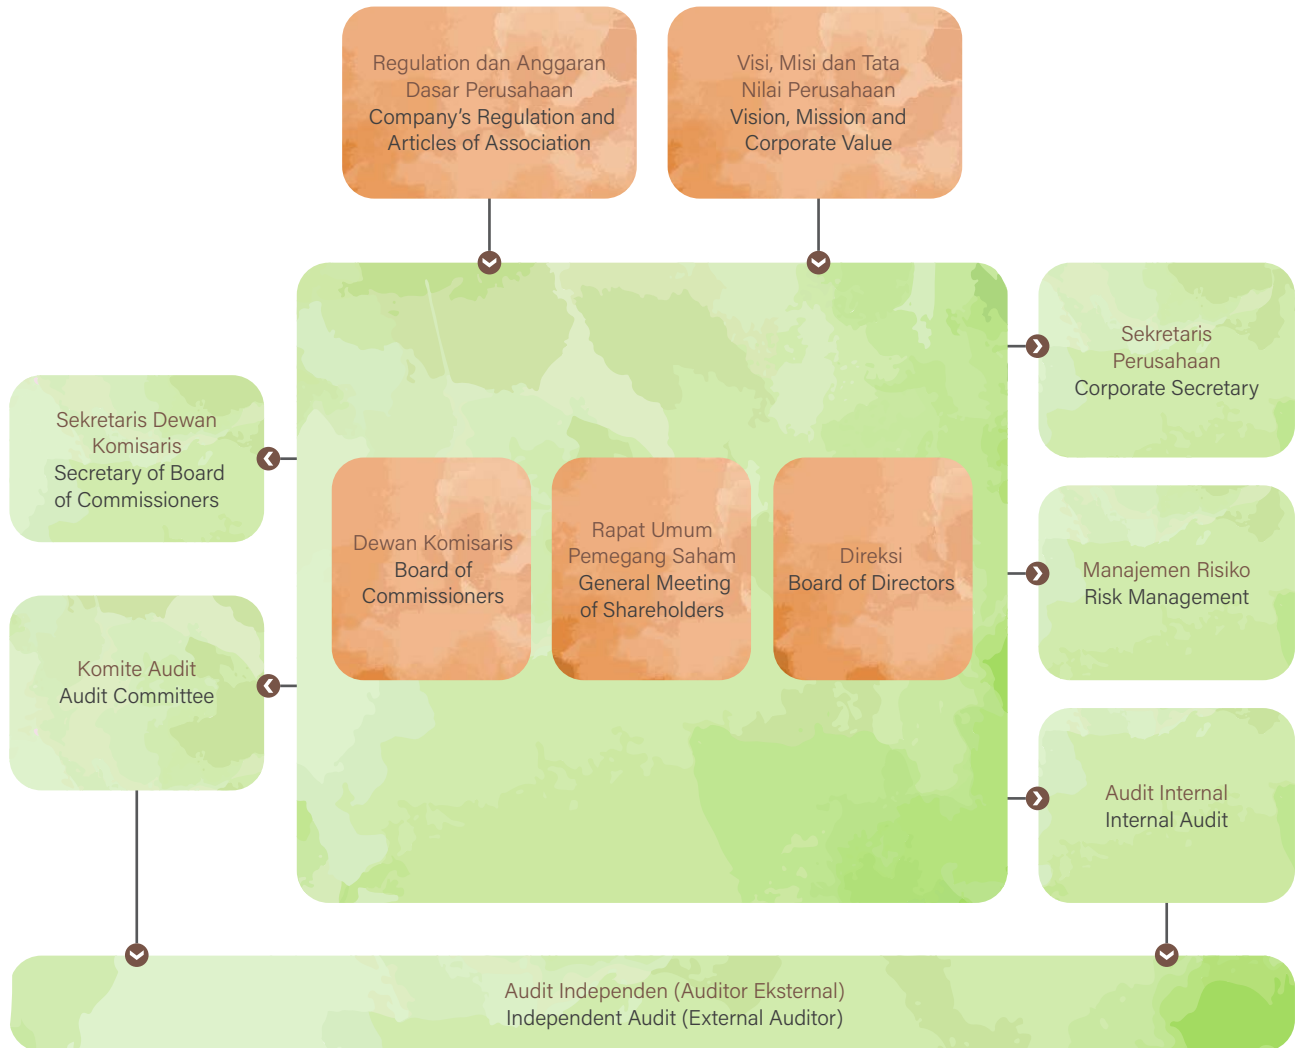 Regulation dan Anggaran
Dasar Perusahaan
Company's Regulation and
Articles of Association
Visi, Misi dan Tata
Nilai Perusahaan
Vision, Mission and
Corporate Value
Sekretaris Dewan
Komisaris
Secretary of Board
of Commissioners
Komite Audit
Audit Committee
Dewan Komisaris
Board of
Commissioners
Rapat Umum
Pemegang Saham
General Meeting
of Shareholders
Direksi
Board of Directors
Sekretaris
Perusahaan
Corporate Secretary
Manajemen Risiko
Risk Management
Audit Internal
Internal Audit
Audit Independen (Auditor Eksternal)
Independent Audit (External Auditor)